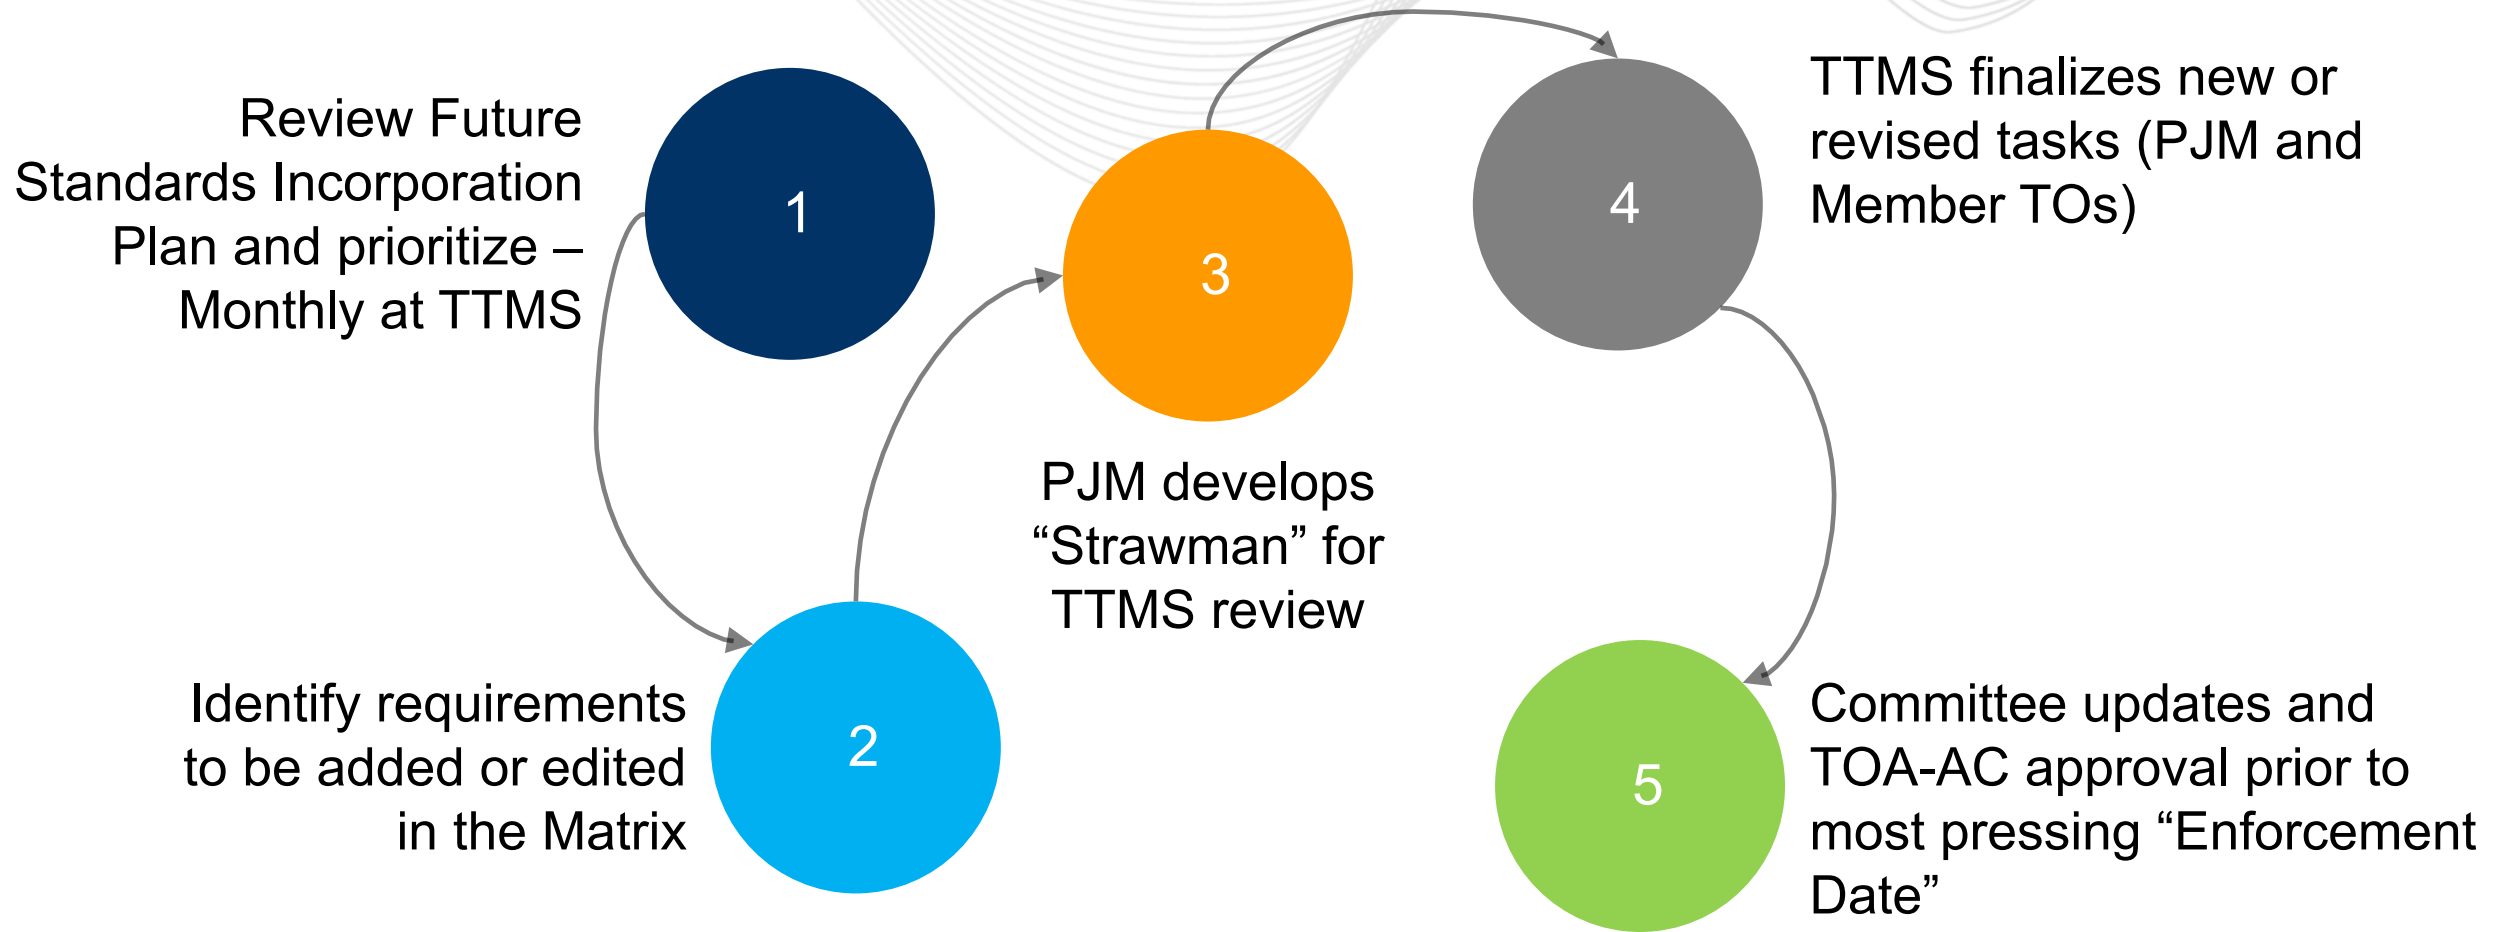 Review Future
Standards Incorporation
Plan and prioritize –
Monthly at TTMS
1
Identify requirements
to be added or edited
in the Matrix
2
3
PJM develops
“Strawman” for
TTMS review
4
TTMS finalizes new or
revised tasks (PJM and
Member TOs)
5
Committee updates and
TOA-AC approval prior to
most pressing “Enforcement
Date”